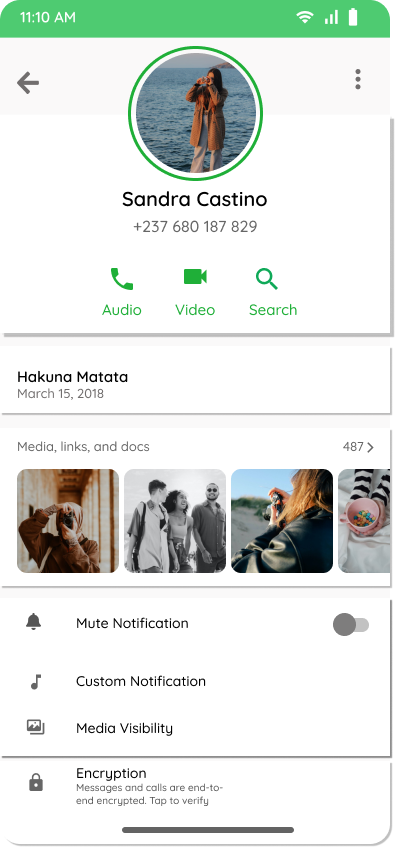 11:10 AM
Sandra Castino
+237 680 187 829
Audio Video Search
Hakuna Matata
March 15, 2018
Media, links, and docs 487
Mute Notification
Custom Notification
Media Visibility
Encryption
Messages and calls are end-to-
end encrypted. Tap to verify